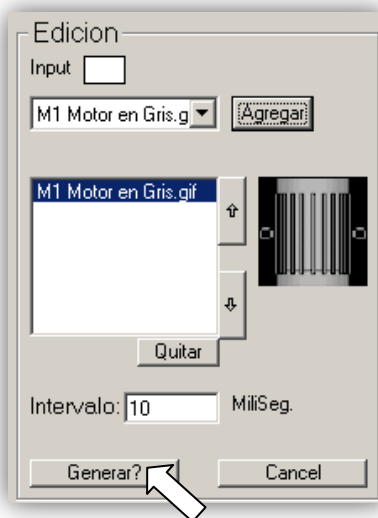 Edicion
Input
M1 Motor en Gris.g Agregar
M1 Motor en Gris.gif
Quitar
Intervalo: 10 MiliSeg.
Generar? Cancel